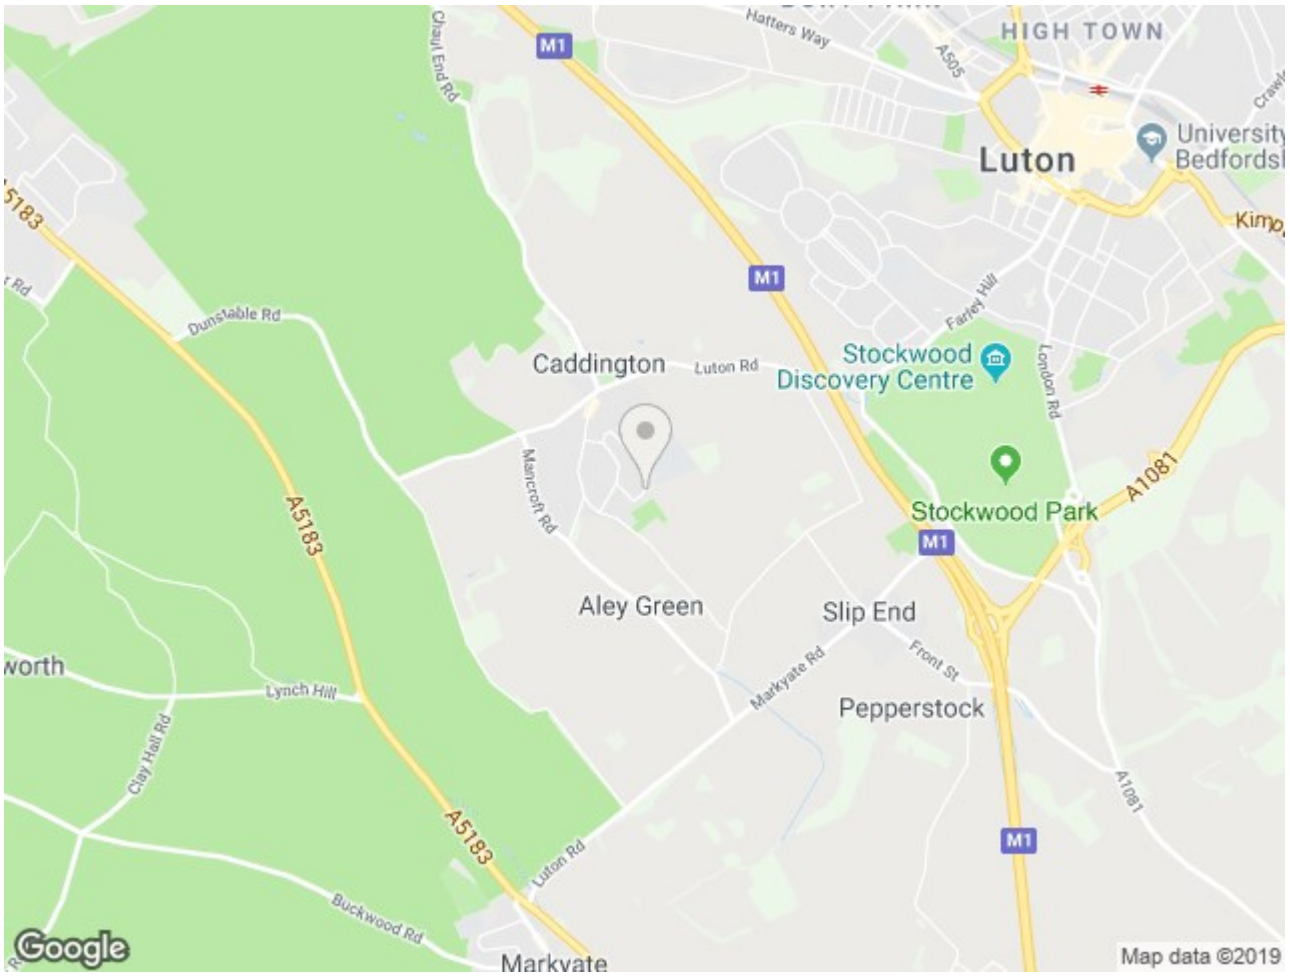 Hatters Way
HIGH TOWN
Chaul End Rd
M1
A505
University
Luton
A5183
M1
Farley Hill
Dunstable Rd
Caddington
Luton Rd
Stockwood
Discovery Centre
London Rd
A1081
Mancroft Rd
Stockwood Park
A5183
M1
Aley Green
Slip End
Front St
Markyate Rd
Lynch Hill
Pepperstock
Clay Hall Rd
A1081
A5183
M1
Luton Rd
Buckwood Rd
Google
Markyate
Map data ©2019